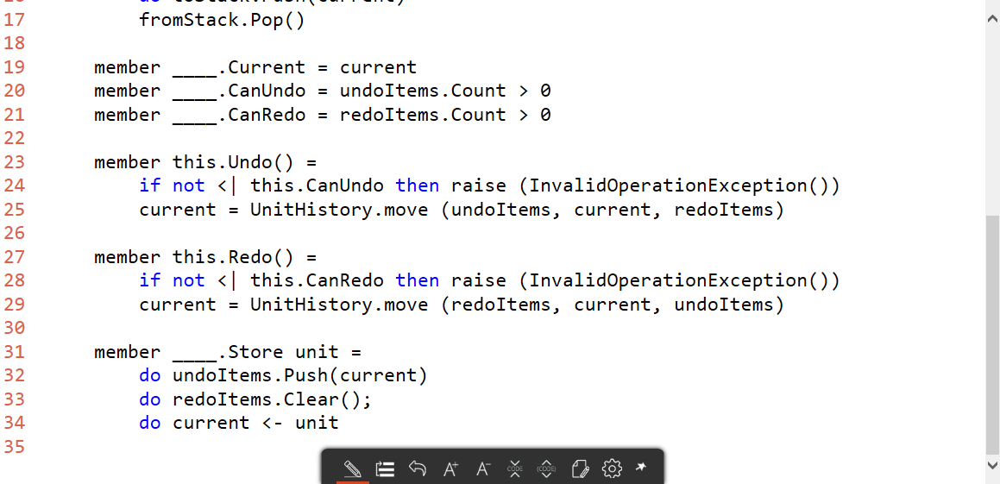 17 fromStack.Pop()
18
19 member ____.Current = current
20 member ____.CanUndo = undoItems.Count > 0
21 member ____.CanRedo = redoItems.Count > 0
22
23 member this.Undo() =
24 if not <| this.CanUndo then raise (InvalidOperationException())
25 current = UnitHistory.move (undoItems, current, redoItems)
26
27 member this.Redo() =
28 if not <| this.CanRedo then raise (InvalidOperationException())
29 current = UnitHistory.move (redoItems, current, undoItems)
30
31 member ____.Store unit =
32 do undoItems.Push(current)
33 do redoItems.Clear();
34 do current <- unit
35
A+ A- CODE (CODE)